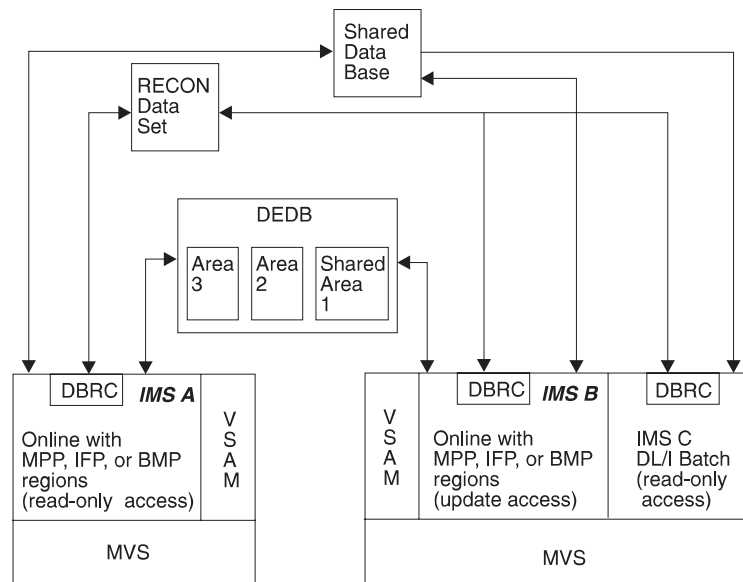 Shared
Data
Base
RECON
Data
Set
DEDB
Area
3
Area
2
Shared
Area
1
DBRC
IMS A
Online with
MPP, IFP, or BMP
regions
(read-only access)
V
S
A
M
MVS
V
S
A
M
DBRC
IMS B
Online with
MPP, IFP, or BMP
regions
(update access)
DBRC
IMS C
DL/I Batch
(read-only
access)
MVS